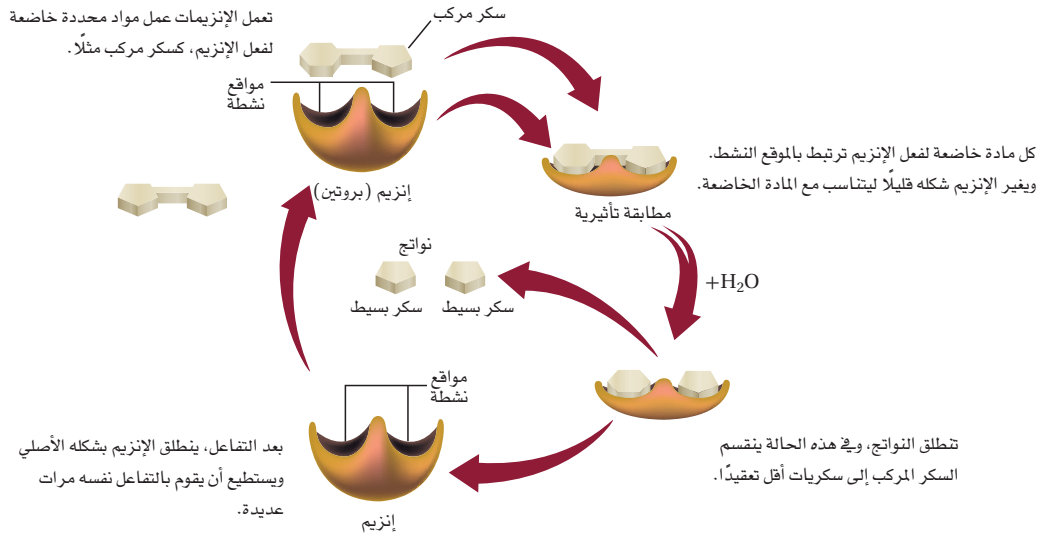 تعمل الإنزيمات عمل مواد محددة خاضعة
لفعل الإنزيم، كسكر مركب مثلًا.
سكر مركب
مواقع
نشطة
إنزيم (بروتين)
كل مادة خاضعة لفعل الإنزيم ترتبط بالموقع النشط.
ويغير الإنزيم شكله قليلًا ليتناسب مع المادة الخاضعة.
مطابقة تأثيرية
+H₂O
نواتج
سكر بسيط
سكر بسيط
تنطلق النواتج، وفي هذه الحالة ينقسم
السكر المركب إلى سكريات أقل تعقيدًا.
مواقع
نشطة
إنزيم
بعد التفاعل، ينطلق الإنزيم بشكله الأصلي
ويستطيع أن يقوم بالتفاعل نفسه مرات
عديدة.